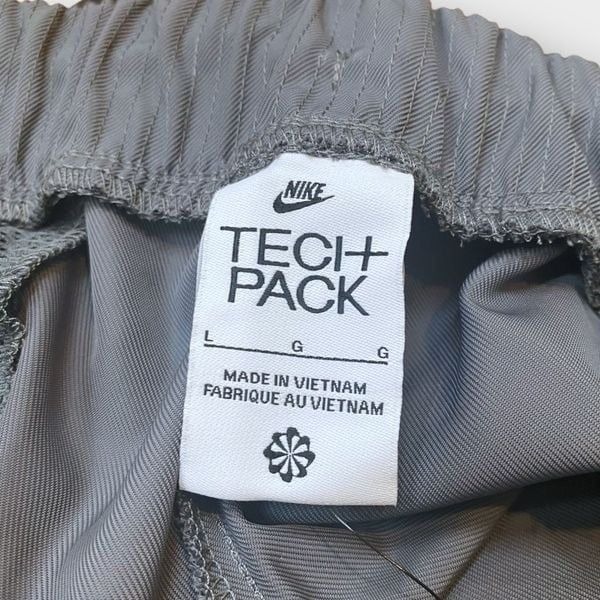 NIKE
TECH
PACK
L G G
MADE IN VIETNAM
FABRIQUE AU VIETNAM